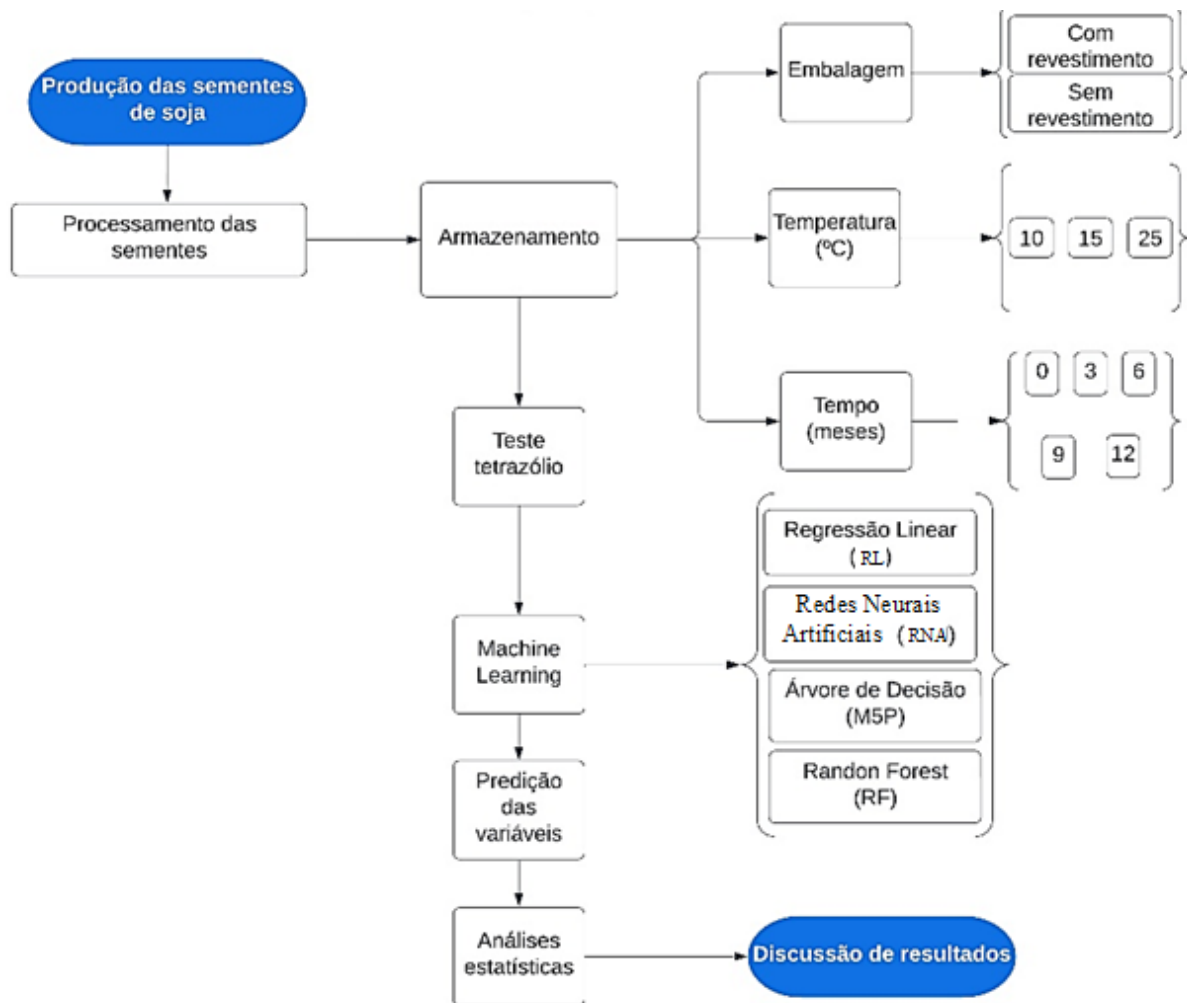 Produção das sementes
de soja
Processamento das
sementes
Armazenamento
Embalagem
Com
revestimento
Sem
revestimento
Temperatura
(ºC)
10 15 25
Tempo
(meses)
0 3 6
9 12
Teste
tetrazólio
Machine
Learning
Regressão Linear
(RL)
Redes Neurais
Artificiais (RNA)
Árvore de Decisão
(M5P)
Randon Forest
(RF)
Predição
das
variáveis
Análises
estatísticas
Discussão de resultados